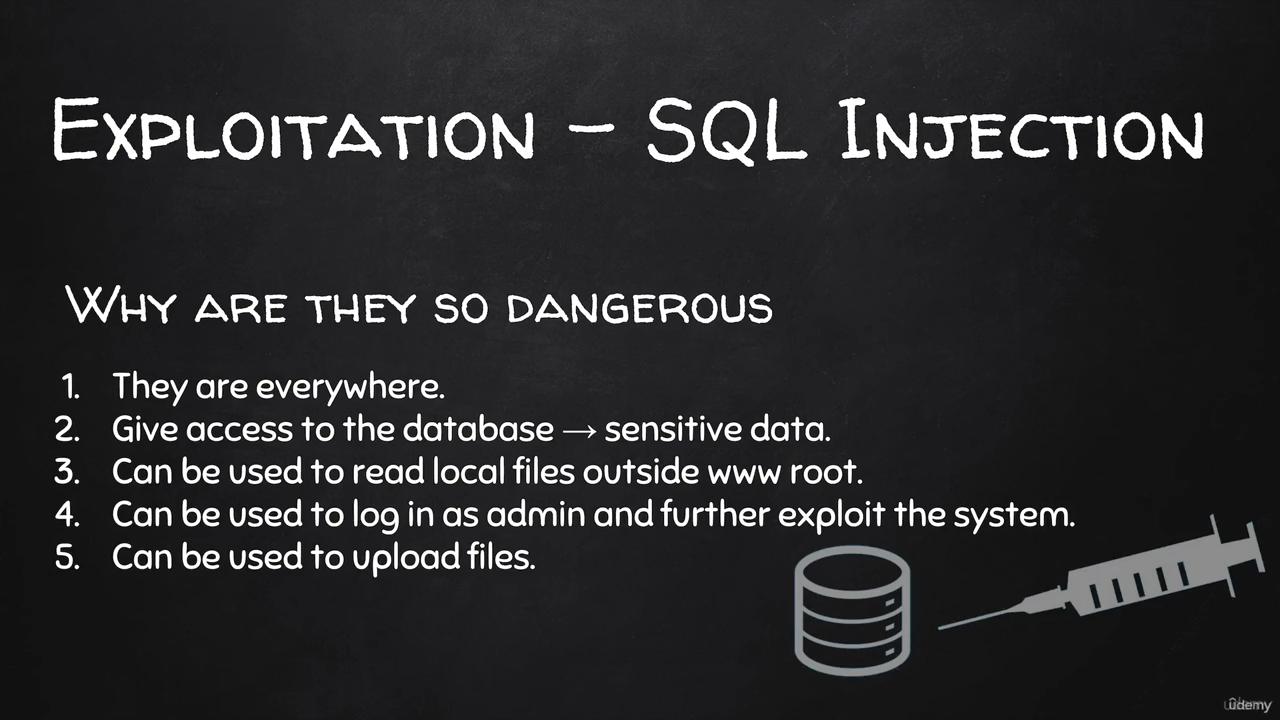 Exploitation – SQL Injection
Why are they so dangerous
1. They are everywhere.
2. Give access to the database → sensitive data.
3. Can be used to read local files outside www root.
4. Can be used to log in as admin and further exploit the system.
5. Can be used to upload files.
ûdemy